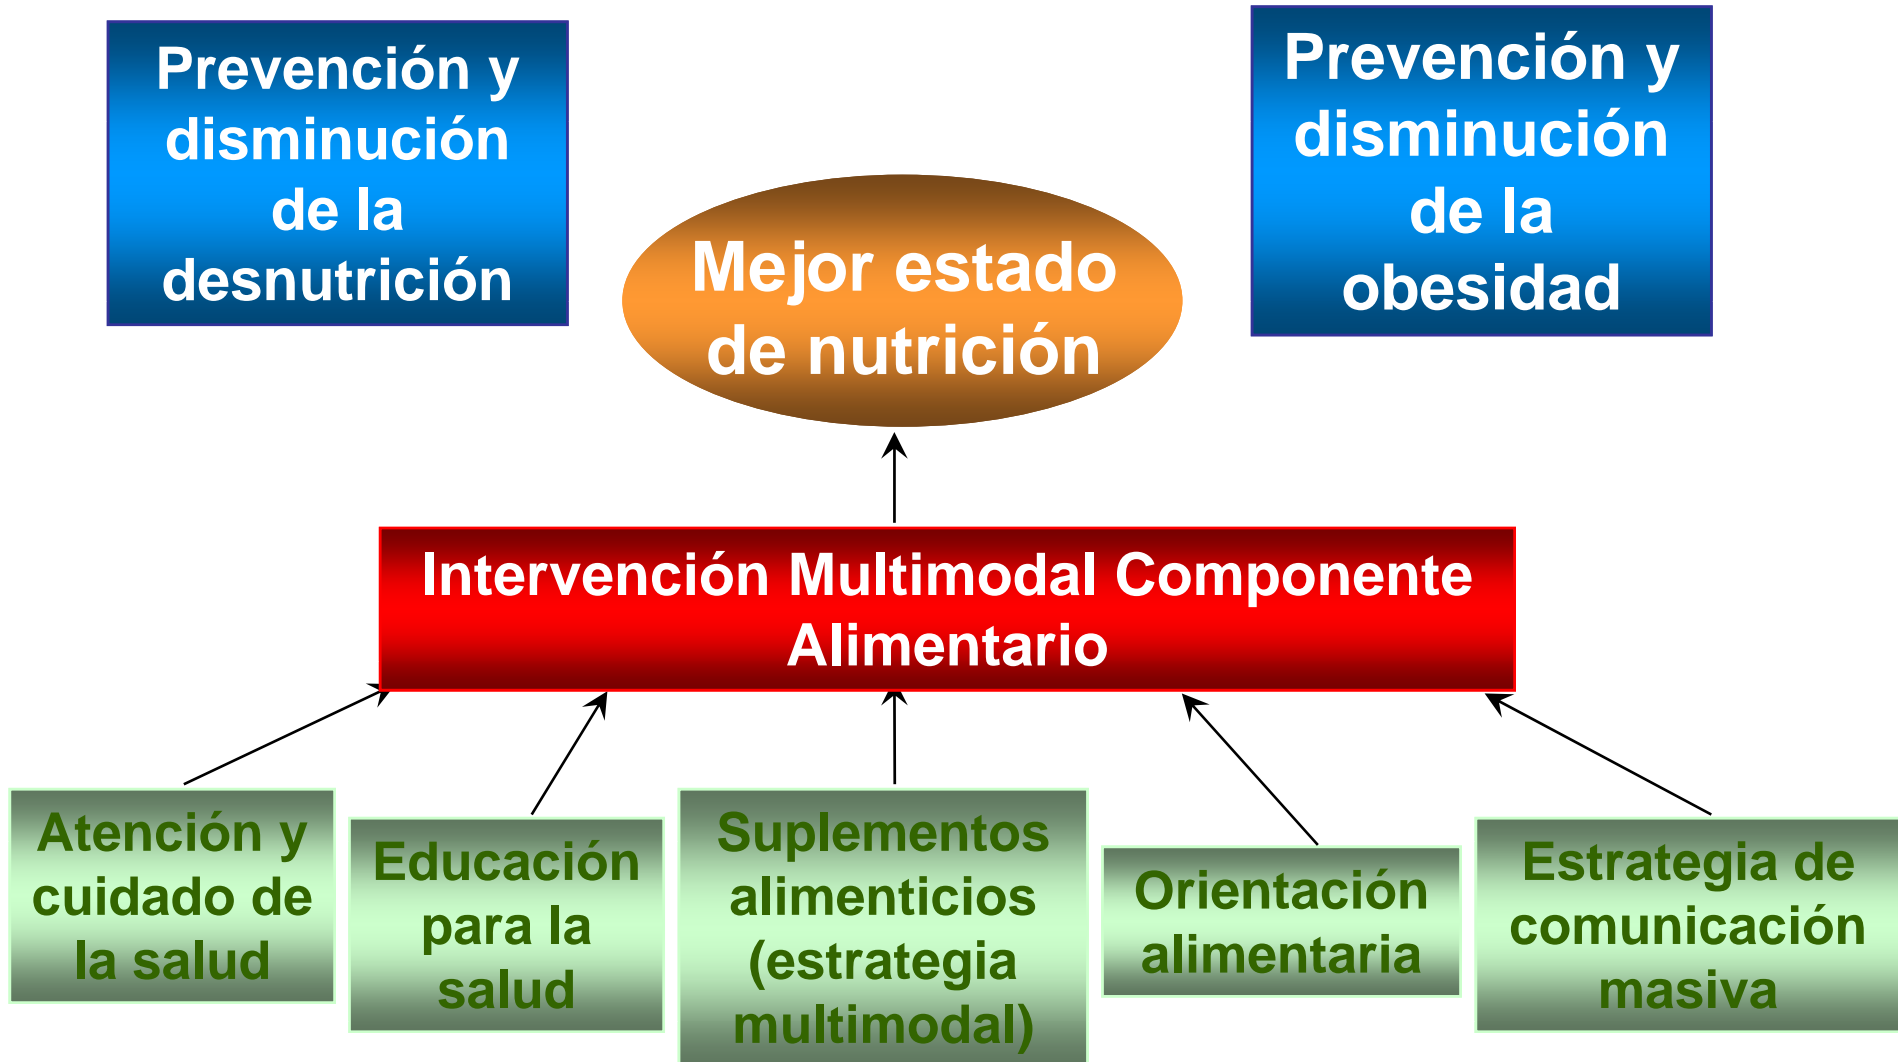 Prevención y
disminución
de la
desnutrición
Prevención y
disminución
de la
obesidad
Mejor estado
de nutrición
Intervención Multimodal Componente
Alimentario
Atención y
cuidado de
la salud
Educación
para la
salud
Suplementos
alimenticios
(estrategia
multimodal)
Orientación
alimentaria
Estrategia de
comunicación
masiva